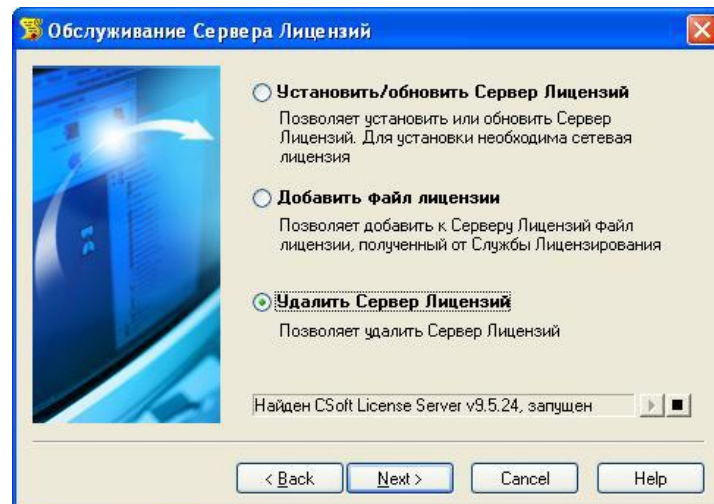 Обслуживание Сервера Лицензий
Установить/обновить Сервер Лицензий
Позволяет установить или обновить Сервер
Лицензий. Для установки необходима сетевая
лицензия
Добавить файл лицензии
Позволяет добавить к Серверу Лицензий файл
лицензии, полученный от Службы Лицензирования
Удалить Сервер Лицензий
Позволяет удалить Сервер Лицензий
Найден CSoft License Server v9.5.24, запущен
< Back Next > Cancel Help